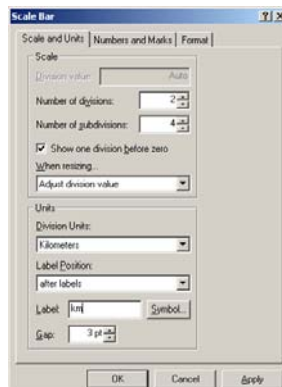 Scale Bar
Scale and Units Numbers and Marks Format
Scale
Division value: Auto
Number of divisions: 2
Number of subdivisions: 4
Show one division before zero
When resizing...
Adjust division value
Units
Division Units:
Kilometers
Label Position:
after labels
Label: km Symbol...
Gap: 3 pt
OK Cancel Apply